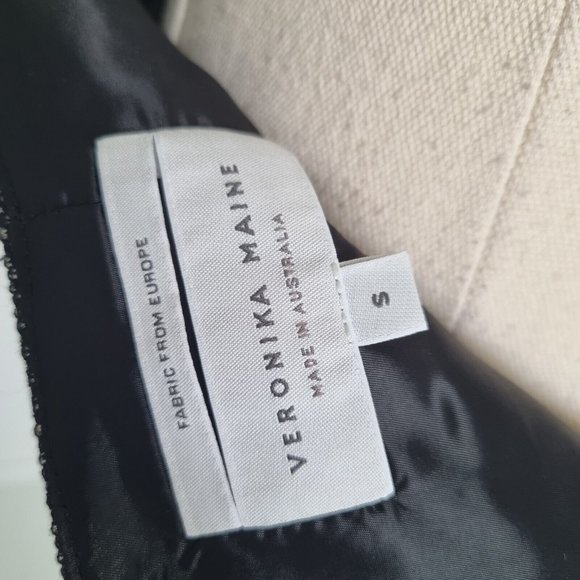 FABRIC FROM EUROPE
VERONIKA MAINE
MADE IN AUSTRALIA
S